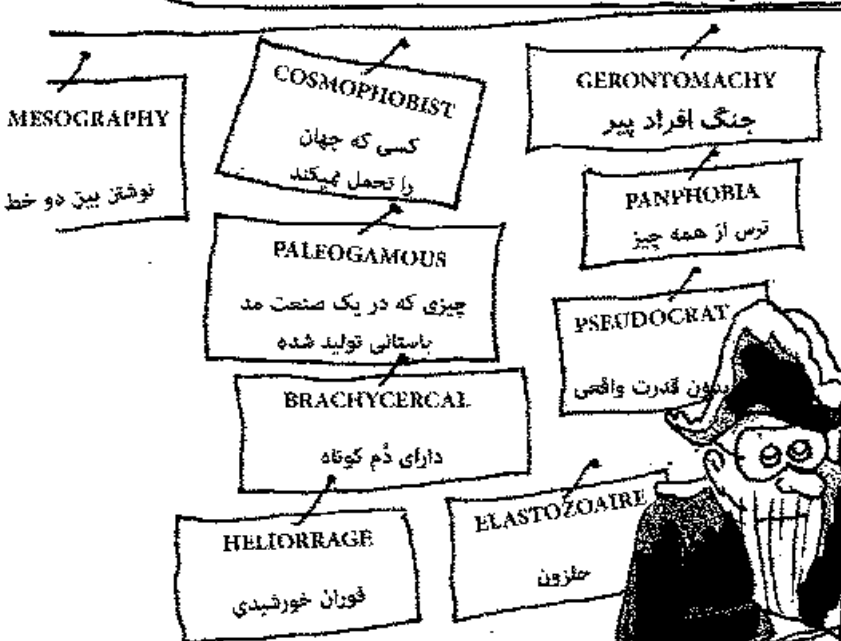 MESOGRAPHY
نوشتن بین دو خط
COSMOPHOBIST
کسی که جهان
را تحمل میکند
GERONTOMACHY
جنگ افراد پیر
PANPHOBIA
ترس از همه چیز
PALEOGAMOUS
چیزی که در یک صنعت مد
باستانی تولید شده
PSEUDOCRAT
بدون قدرت واقعی
BRACHYCERCAL
دارای دُم کوتاه
HELIORRAGE
فوران خورشیدی
ELASTOZOAIRE
حلزون